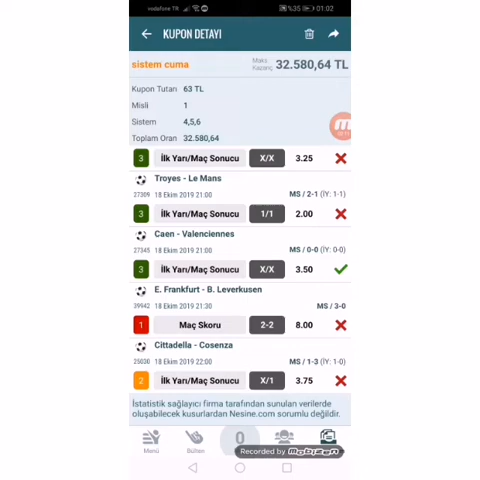 vodafone TR %35 01:02
KUPON DETAYI
sistem cuma Maks Kazanç 32.580,64 TL
Kupon Tutarı 63 TL
Misli 1
Sistem 4,5,6
Toplam Oran 32.580,64
3 İlk Yarı/Maç Sonucu X/X 3.25
Troyes - Le Mans
27309 18 Ekim 2019 21:00 MS / 2-1 (İY: 1-1)
3 İlk Yarı/Maç Sonucu 1/1 2.00
Caen - Valenciennes
27345 18 Ekim 2019 21:00 MS / 0-0 (İY: 0-0)
3 İlk Yarı/Maç Sonucu X/X 3.50
E. Frankfurt - B. Leverkusen
39942 18 Ekim 2019 21:30 MS / 3-0
1 Maç Skoru 2-2 8.00
Cittadella - Cosenza
25030 18 Ekim 2019 22:00 MS / 1-3 (İY: 1-0)
2 İlk Yarı/Maç Sonucu X/1 3.75
İstatistik sağlayıcı firma tarafından sunulan verilerde
oluşabilecek kusurlardan Nesine.com sorumlu değildir.
0
Menü Bülten
Recorded by mobizen